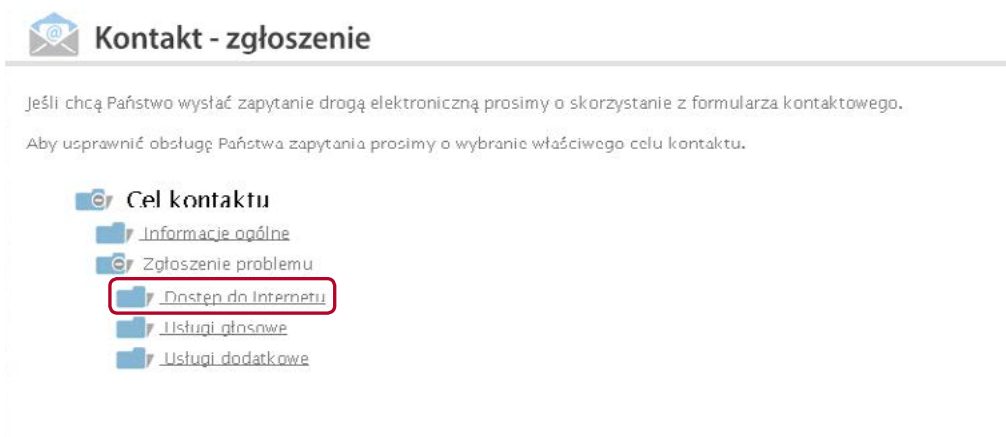 Kontakt - zgłoszenie
Jeśli chcą Państwo wysłać zapytanie drogą elektroniczną prosimy o skorzystanie z formularza kontaktowego.
Aby usprawnić obsługę Państwa zapytania prosimy o wybranie właściwego celu kontaktu.
Cel kontaktu
Informacje ogólne
Zgłoszenie problemu
Dostęp do Internetu
Usługi głosowe
Usługi dodatkowe